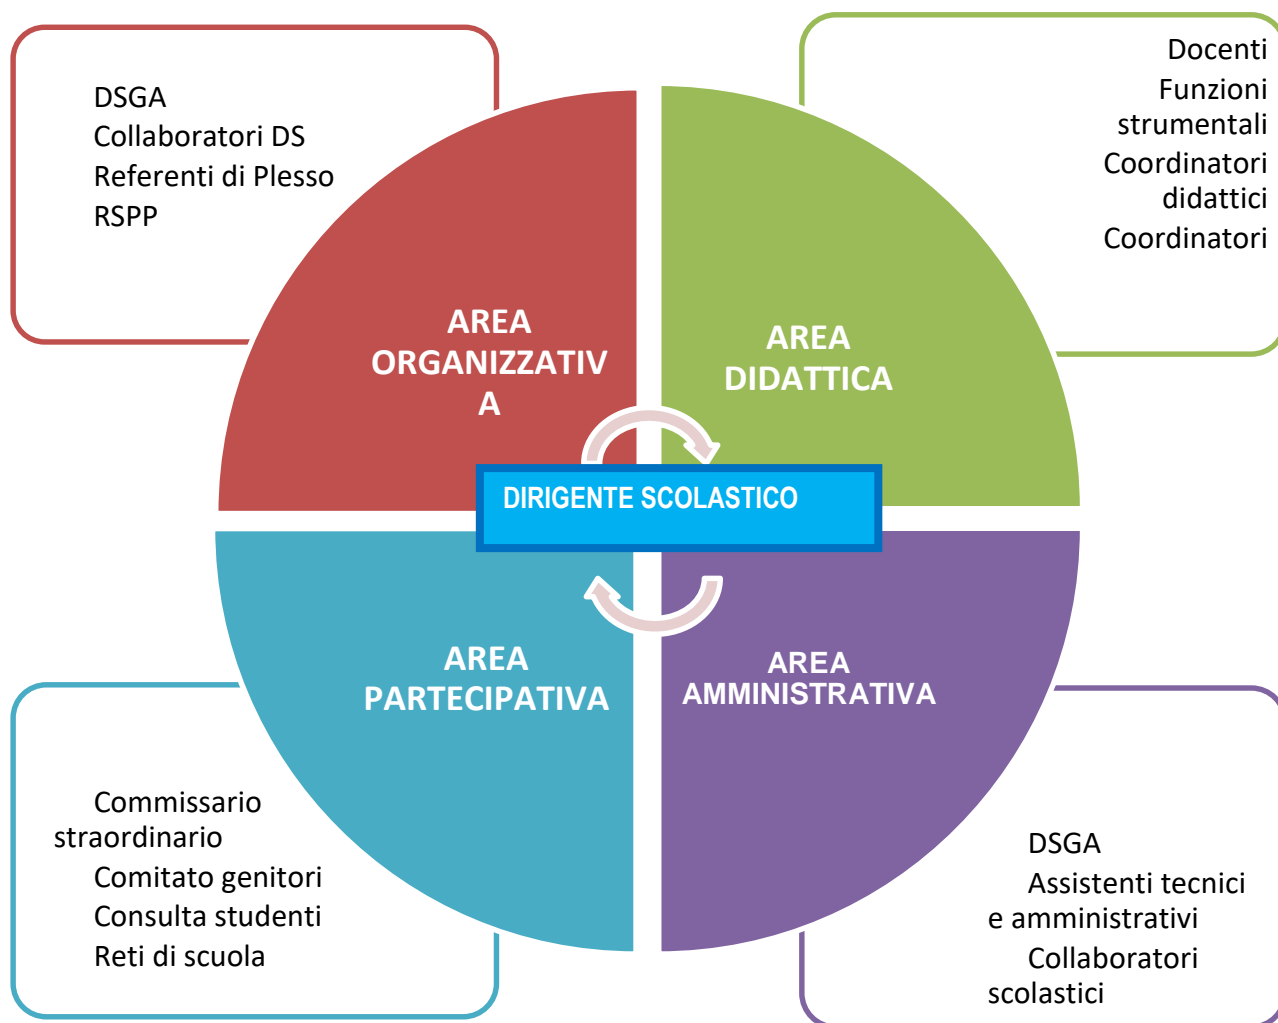 DSGA
Collaboratori DS
Referenti di Plesso
RSPP
Docenti
Funzioni
strumentali
Coordinatori
didattici
Coordinatori
AREA
ORGANIZZATIV
A
AREA
DIDATTICA
DIRIGENTE SCOLASTICO
AREA
PARTECIPATIVA
AREA
AMMINISTRATIVA
Commissario
straordinario
Comitato genitori
Consulta studenti
Reti di scuola
DSGA
Assistenti tecnici
e amministrativi
Collaboratori
scolastici